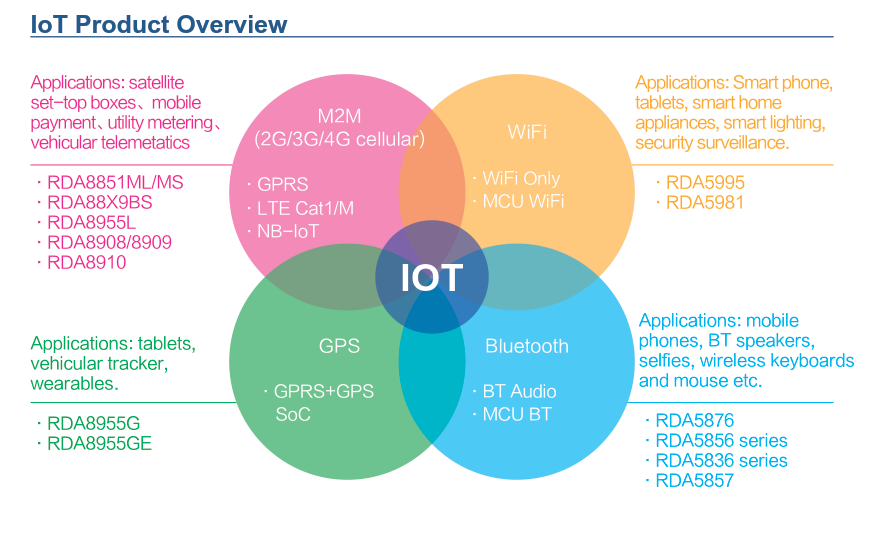 IoT Product Overview
Applications: satellite
set-top boxes、mobile
payment、utility metering、
vehicular telemetatics
· RDA8851ML/MS
· RDA88X9BS
· RDA8955L
· RDA8908/8909
· RDA8910
M2M
(2G/3G/4G cellular)
· GPRS
· LTE Cat1/M
· NB-IoT
WiFi
· WiFi Only
· MCU WiFi
Applications: Smart phone,
tablets, smart home
appliances, smart lighting,
security surveillance.
· RDA5995
· RDA5981
IOT
Applications: tablets,
vehicular tracker,
wearables.
· RDA8955G
· RDA8955GE
GPS
· GPRS+GPS
SoC
Bluetooth
· BT Audio
· MCU BT
Applications: mobile
phones, BT speakers,
selfies, wireless keyboards
and mouse etc.
· RDA5876
· RDA5856 series
· RDA5836 series
· RDA5857